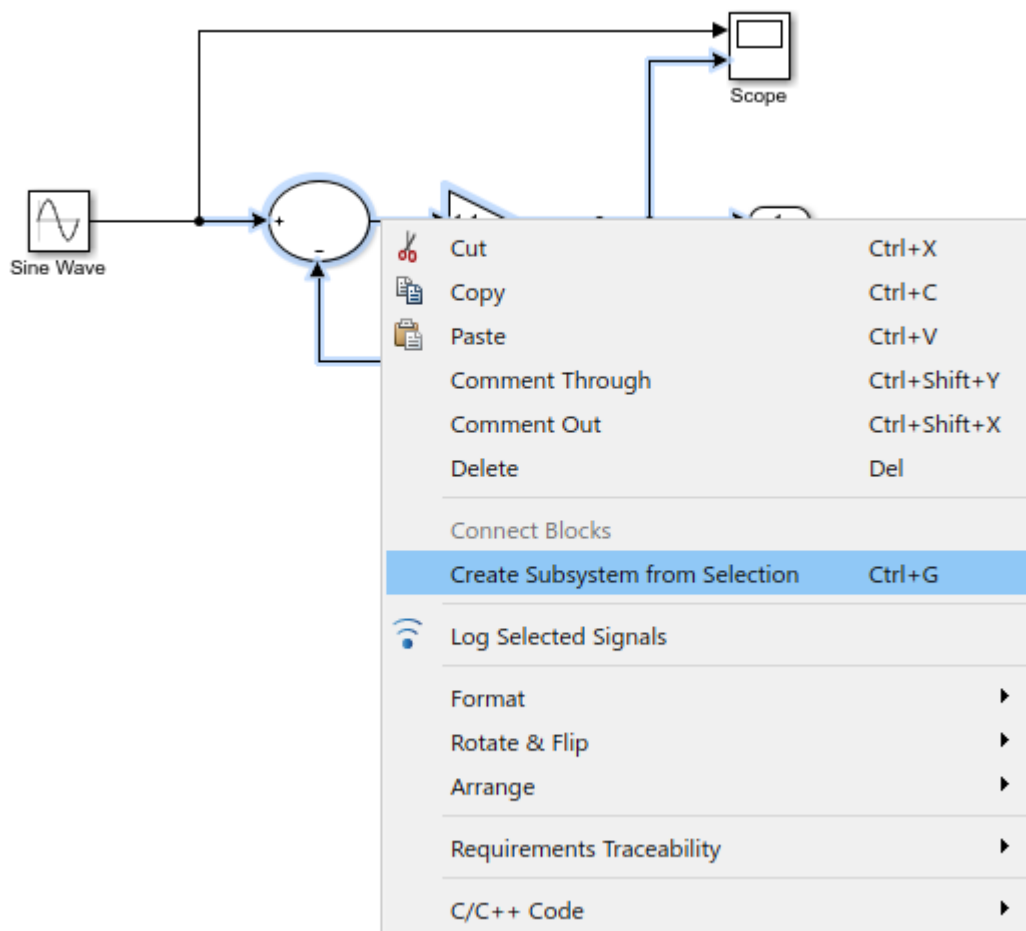 Scope
+
-
Sine Wave
Cut Ctrl+X
Copy Ctrl+C
Paste Ctrl+V
Comment Through Ctrl+Shift+Y
Comment Out Ctrl+Shift+X
Delete Del
Connect Blocks
Create Subsystem from Selection Ctrl+G
Log Selected Signals
Format
Rotate & Flip
Arrange
Requirements Traceability
C/C++ Code